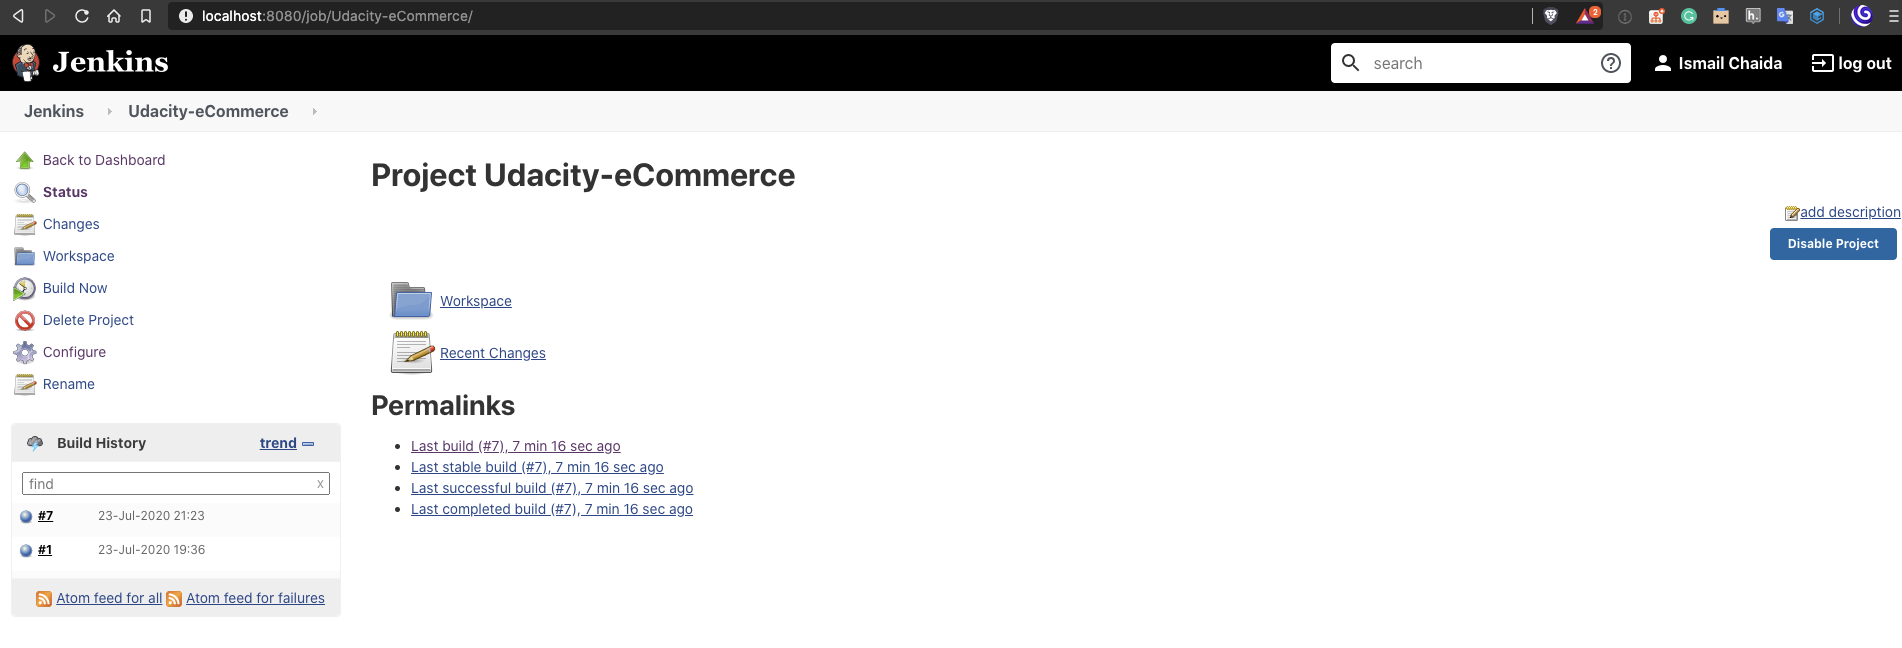 localhost:8080/job/Udacity-eCommerce/
2
h.
Jenkins
search
Ismail Chaida
log out
Jenkins
Udacity-eCommerce
Back to Dashboard
Status
Changes
Workspace
Build Now
Delete Project
Configure
Rename
Build History
trend
find
x
#7 23-Jul-2020 21:23
#1 23-Jul-2020 19:36
Atom feed for all
Atom feed for failures
Project Udacity-eCommerce
add description
Disable Project
Workspace
Recent Changes
Permalinks
Last build (#7), 7 min 16 sec ago
Last stable build (#7), 7 min 16 sec ago
Last successful build (#7), 7 min 16 sec ago
Last completed build (#7), 7 min 16 sec ago